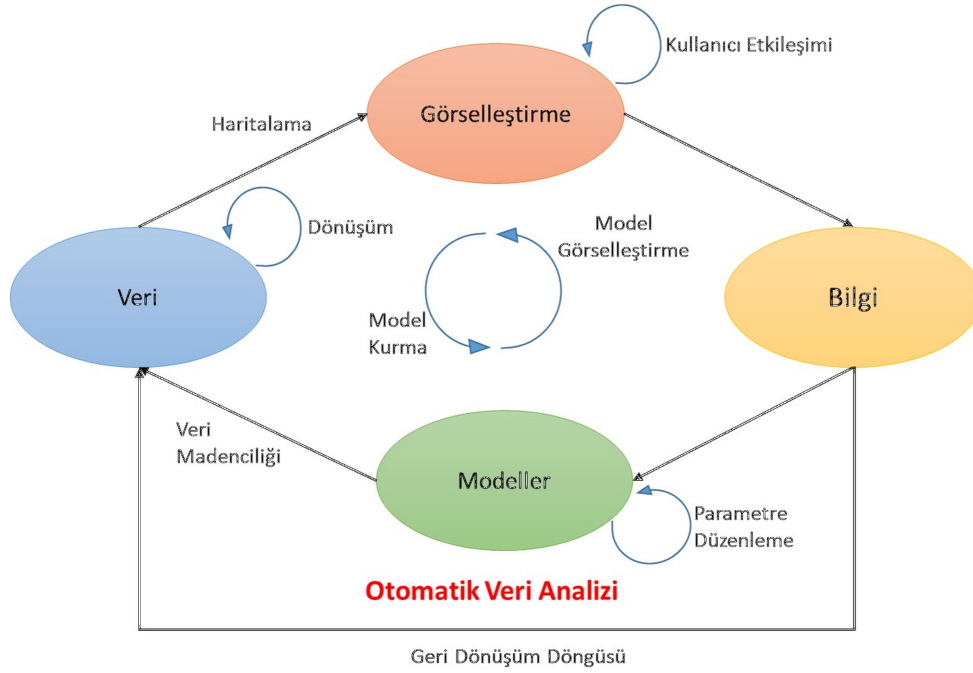 Kullanıcı Etkileşimi
Görselleştirme
Haritalama
Dönüşüm
Model
Görselleştirme
Veri
Bilgi
Model
Kurma
Veri
Madenciliği
Modeller
Parametre
Düzenleme
Otomatik Veri Analizi
Geri Dönüşüm Döngüsü